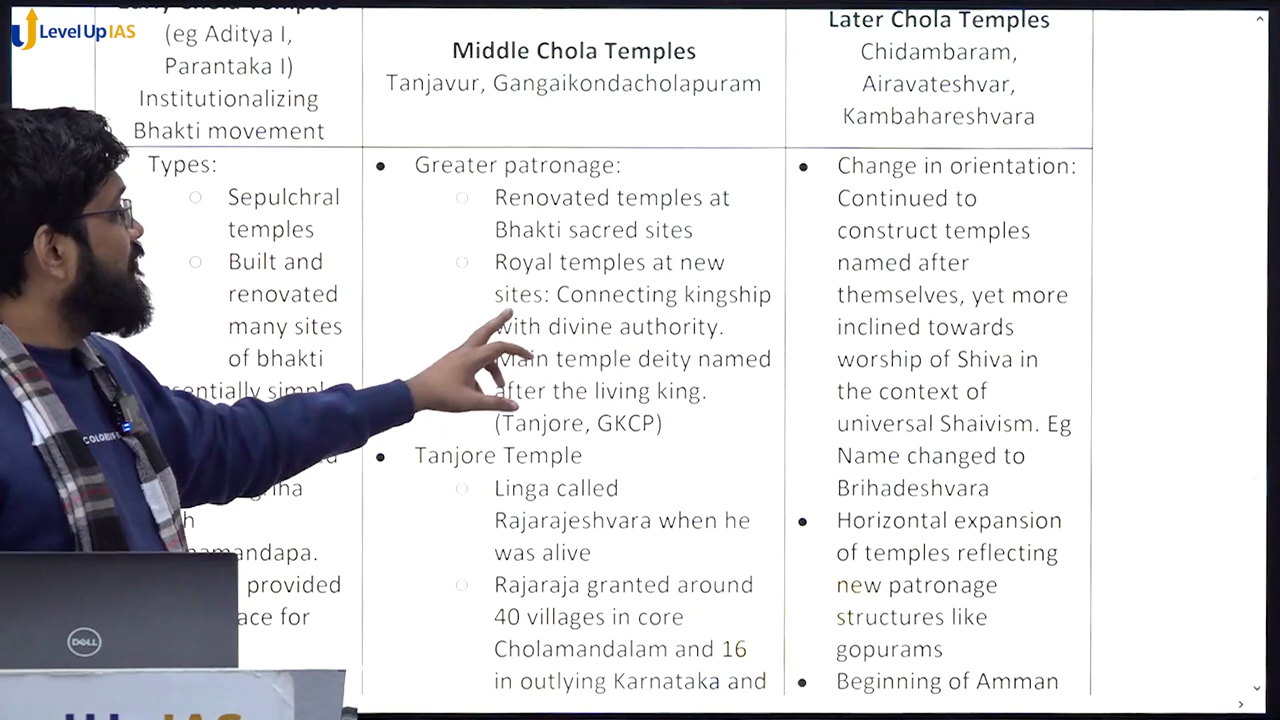 LevelUp IAS
Early Chola Temples
(eg Aditya I,
Parantaka I)
Institutionalizing
Bhakti movement
Types:
Sepulchral
temples
Built and
renovated
many sites
of bhakti
provided
Middle Chola Temples
Tanjavur, Gangaikondacholapuram
Greater patronage:
Renovated temples at
Bhakti sacred sites
Royal temples at new
sites: Connecting kingship
with divine authority.
Main temple deity named
after the living king.
(Tanjore, GKCP)
Tanjore Temple
Linga called
Rajarajeshvara when he
was alive
Rajaraja granted around
40 villages in core
Cholamandalam and 16
in outlying Karnataka and
Later Chola Temples
Chidambaram,
Airavateshvar,
Kambahareshvara
Change in orientation:
Continued to
construct temples
named after
themselves, yet more
inclined towards
worship of Shiva in
the context of
universal Shaivism. Eg
Name changed to
Brihadeshvara
Horizontal expansion
of temples reflecting
new patronage
structures like
gopurams
Beginning of Amman
DELL